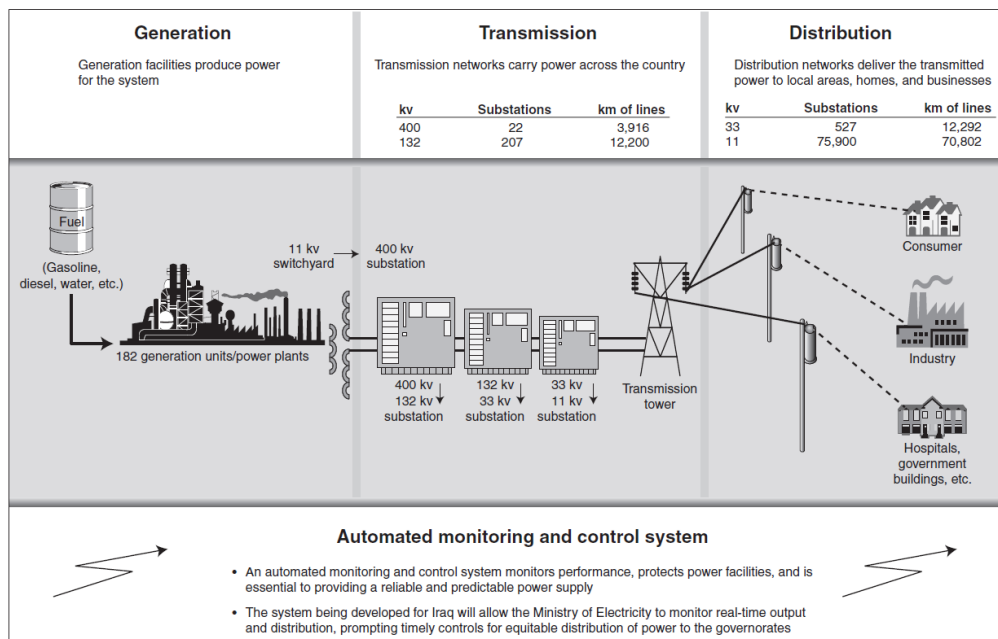 Generation
Generation facilities produce power
for the system
Transmission
Transmission networks carry power across the country
kv Substations km of lines
400 22 3,916
132 207 12,200
Distribution
Distribution networks deliver the transmitted
power to local areas, homes, and businesses
kv Substations km of lines
33 527 12,292
11 75,900 70,802
Fuel
(Gasoline,
diesel, water, etc.)
182 generation units/power plants
11 kv
switchyard
400 kv
substation
400 kv
132 kv
substation
132 kv
33 kv
substation
33 kv
11 kv
substation
Transmission
tower
Consumer
Industry
Hospitals,
government
buildings, etc.
Automated monitoring and control system
• An automated monitoring and control system monitors performance, protects power facilities, and is
essential to providing a reliable and predictable power supply
• The system being developed for Iraq will allow the Ministry of Electricity to monitor real-time output
and distribution, prompting timely controls for equitable distribution of power to the governorates